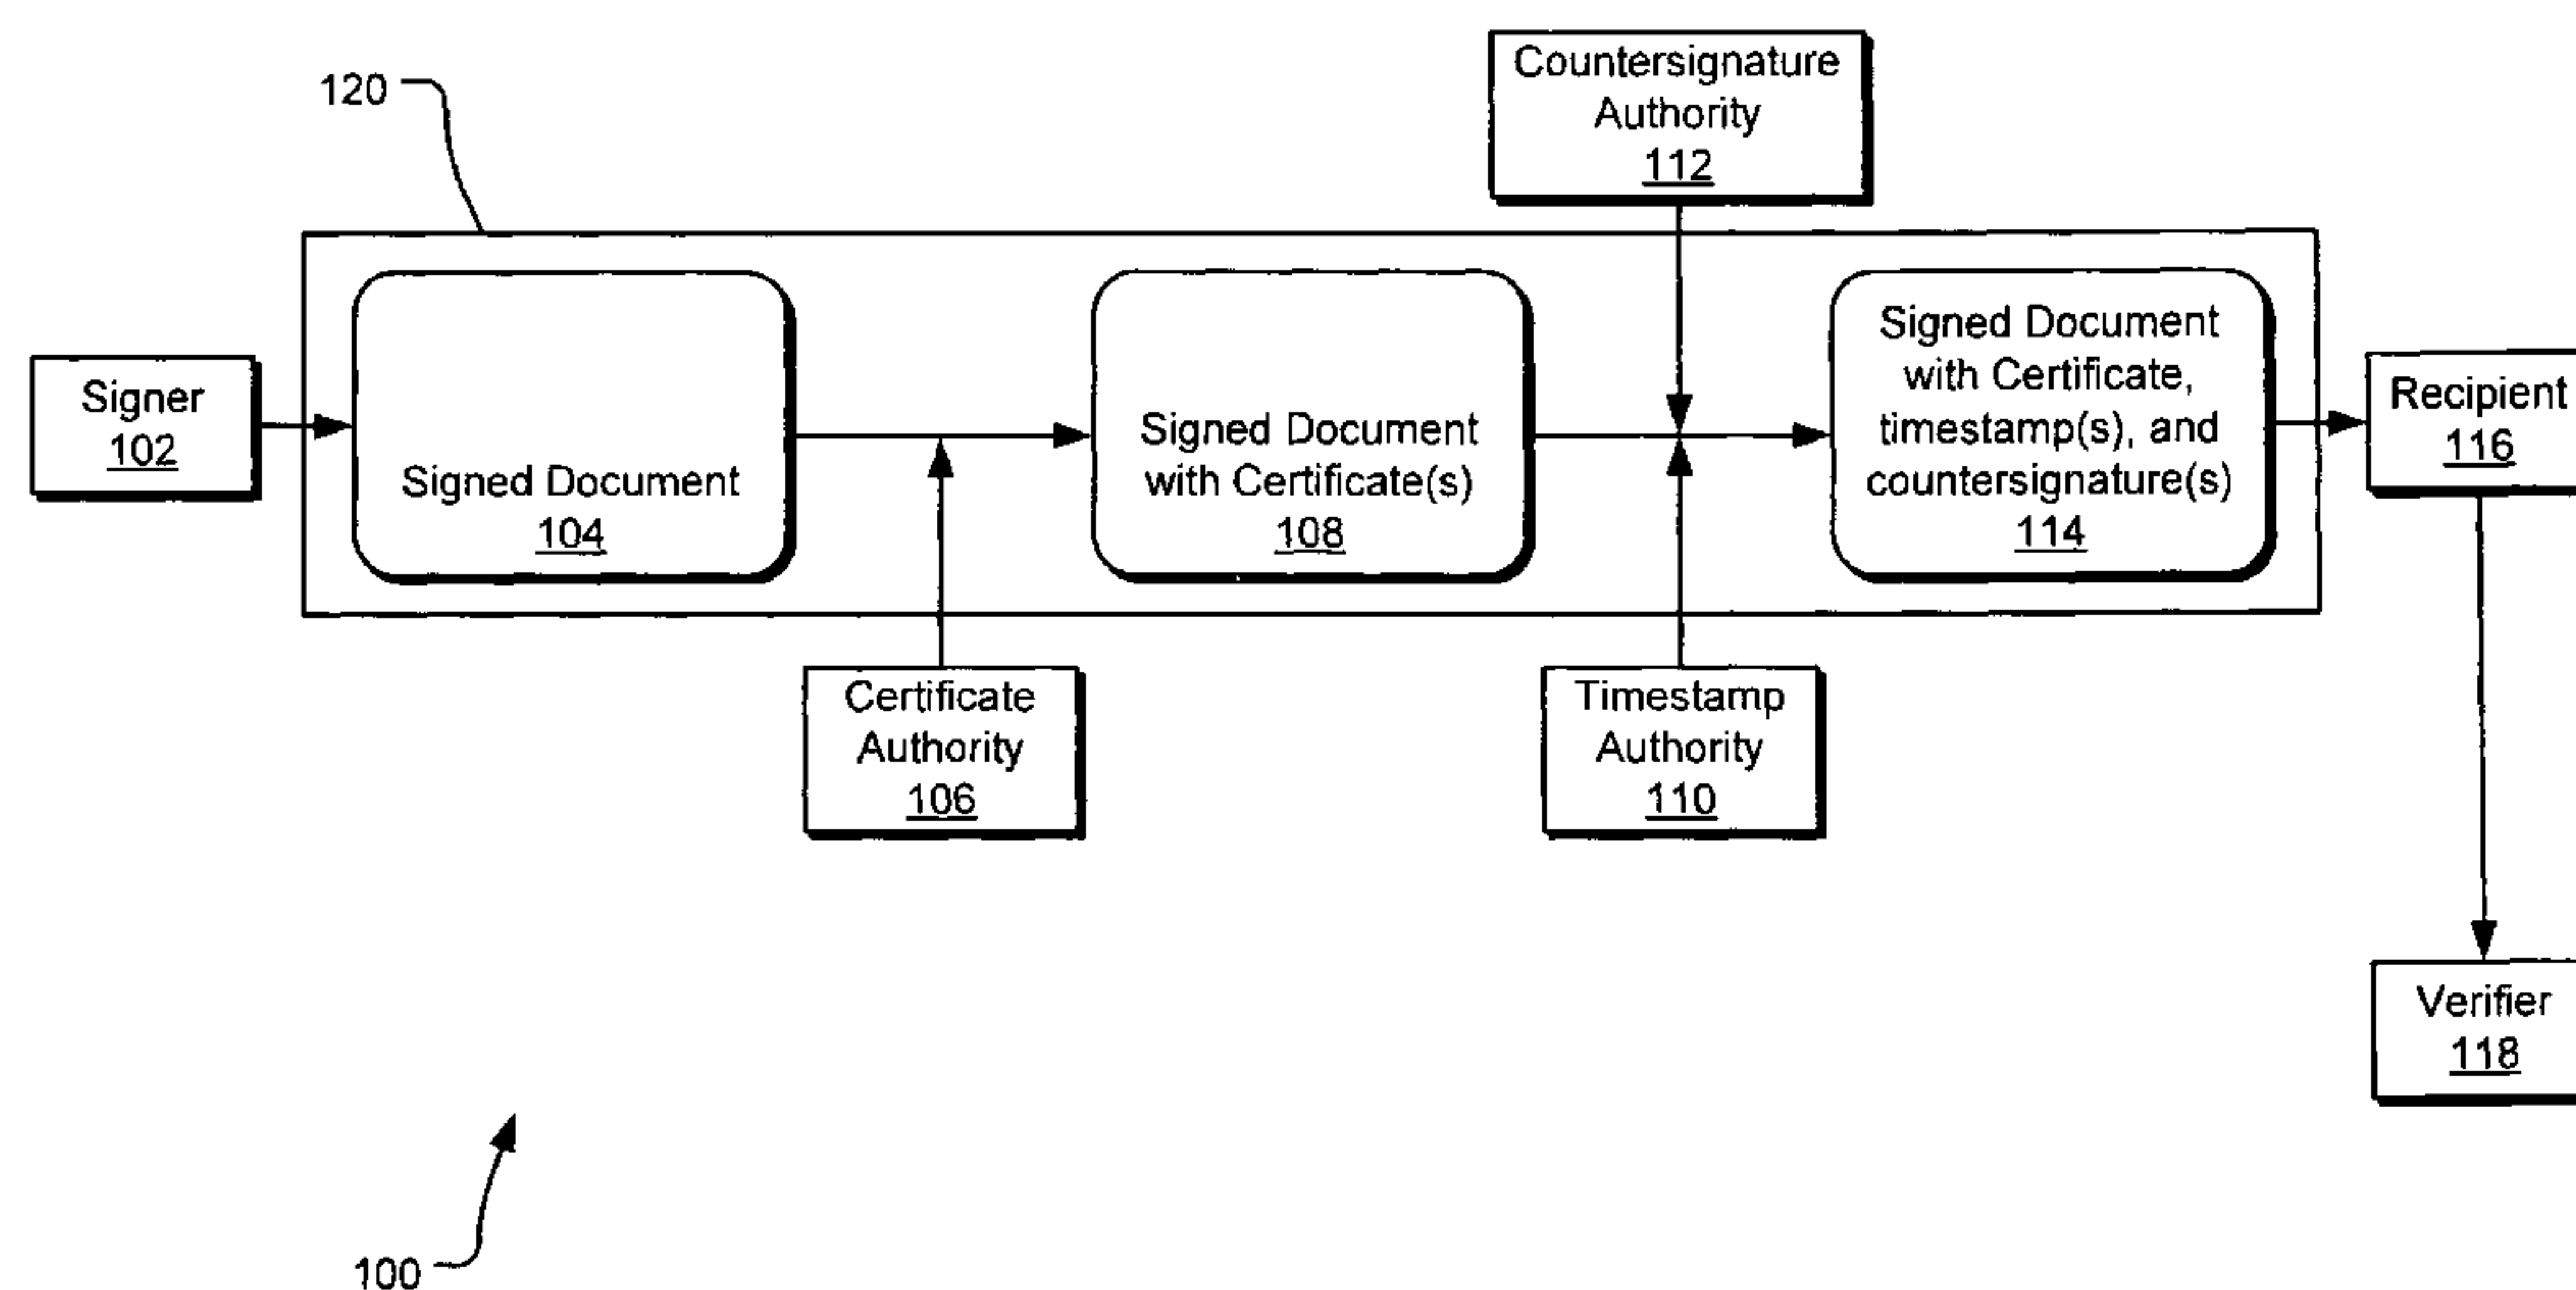 120
Countersignature
Authority
112
Signer
102
Signed Document
104
Signed Document
with Certificate(s)
108
Signed Document
with Certificate,
timestamp(s), and
countersignature(s)
114
Recipient
116
Certificate
Authority
106
Timestamp
Authority
110
Verifier
118
100